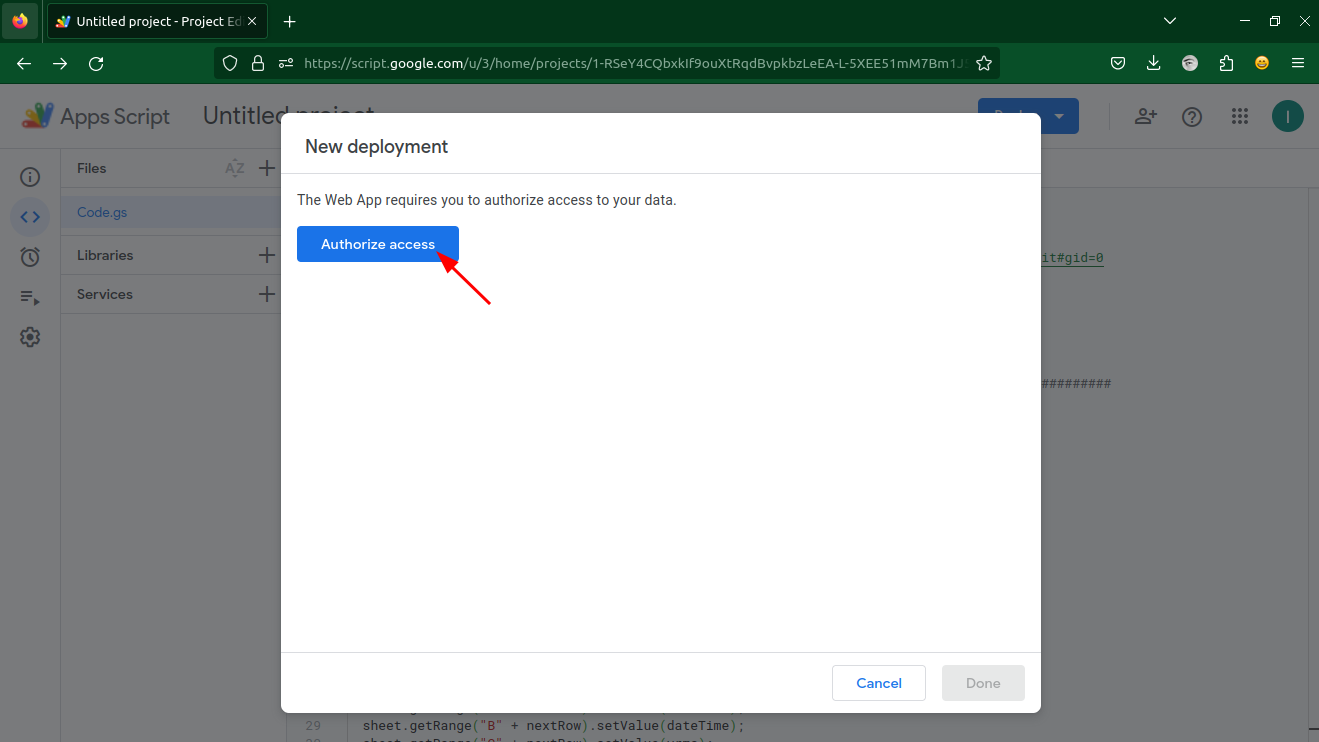 Untitled project - Project Ed
https://script.google.com/u/3/home/projects/1-RSeY4CQbxkIf9ouXtRqdBvpkbzLeEA-L-5XEE51mM7Bm1J
Apps Script
Untitled project
I
Files
AZ
Code.gs
Libraries
Services
New deployment
The Web App requires you to authorize access to your data.
Authorize access
it#gid=0
#########
Cancel
Done
29 sheet.getRange("B" + nextRow).setValue(dateTime);